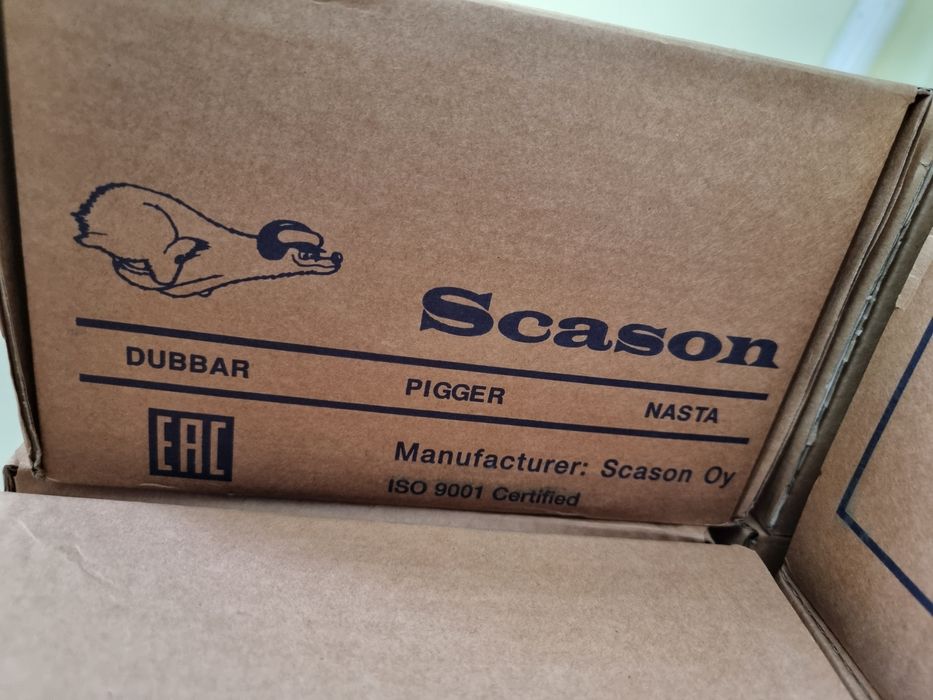 Scason
DUBBAR PIGGER NASTA
EAC
Manufacturer: Scason Oy
ISO 9001 Certified